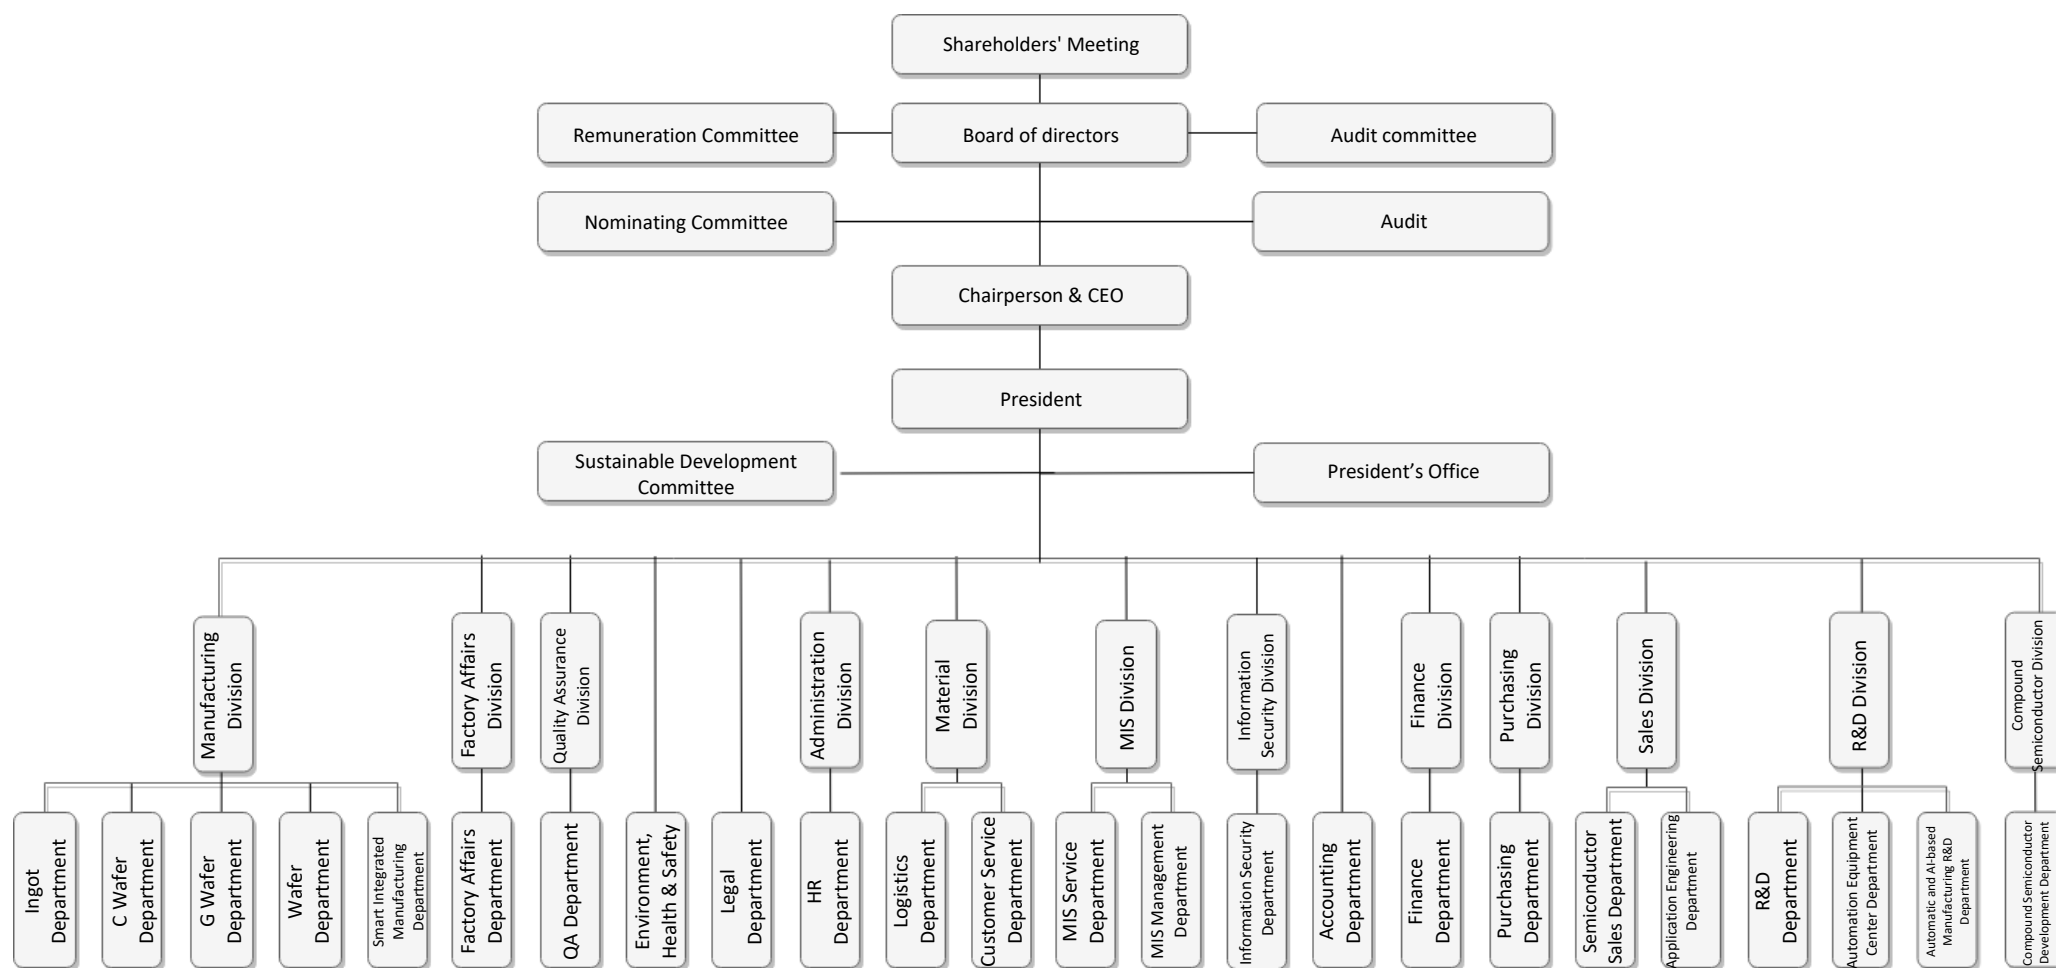 Shareholders' Meeting
Remuneration Committee
Board of directors
Audit committee
Nominating Committee
Audit
Chairperson & CEO
President
Sustainable Development
Committee
President’s Office
Manufacturing
Division
Factory Affairs
Division
Quality Assurance
Division
Administration
Division
Material
Division
MIS Division
Information
Security Division
Finance
Division
Purchasing
Division
Sales Division
R&D Division
Compound
Semiconductor Division
Ingot
Department
C Wafer
Department
G Wafer
Department
Wafer
Department
Smart Integrated
Manufacturing
Department
Factory Affairs
Department
QA Department
Environment,
Health & Safety
Legal
Department
HR
Department
Logistics
Department
Customer Service
Department
MIS Service
Department
MIS Management
Department
Information Security
Department
Accounting
Department
Finance
Department
Purchasing
Department
Semiconductor
Sales Department
Application Engineering
Department
R&D
Department
Automation Equipment
Center Department
Automatic and AI-based
Manufacturing R&D
Department
Compound Semiconductor
Development Department